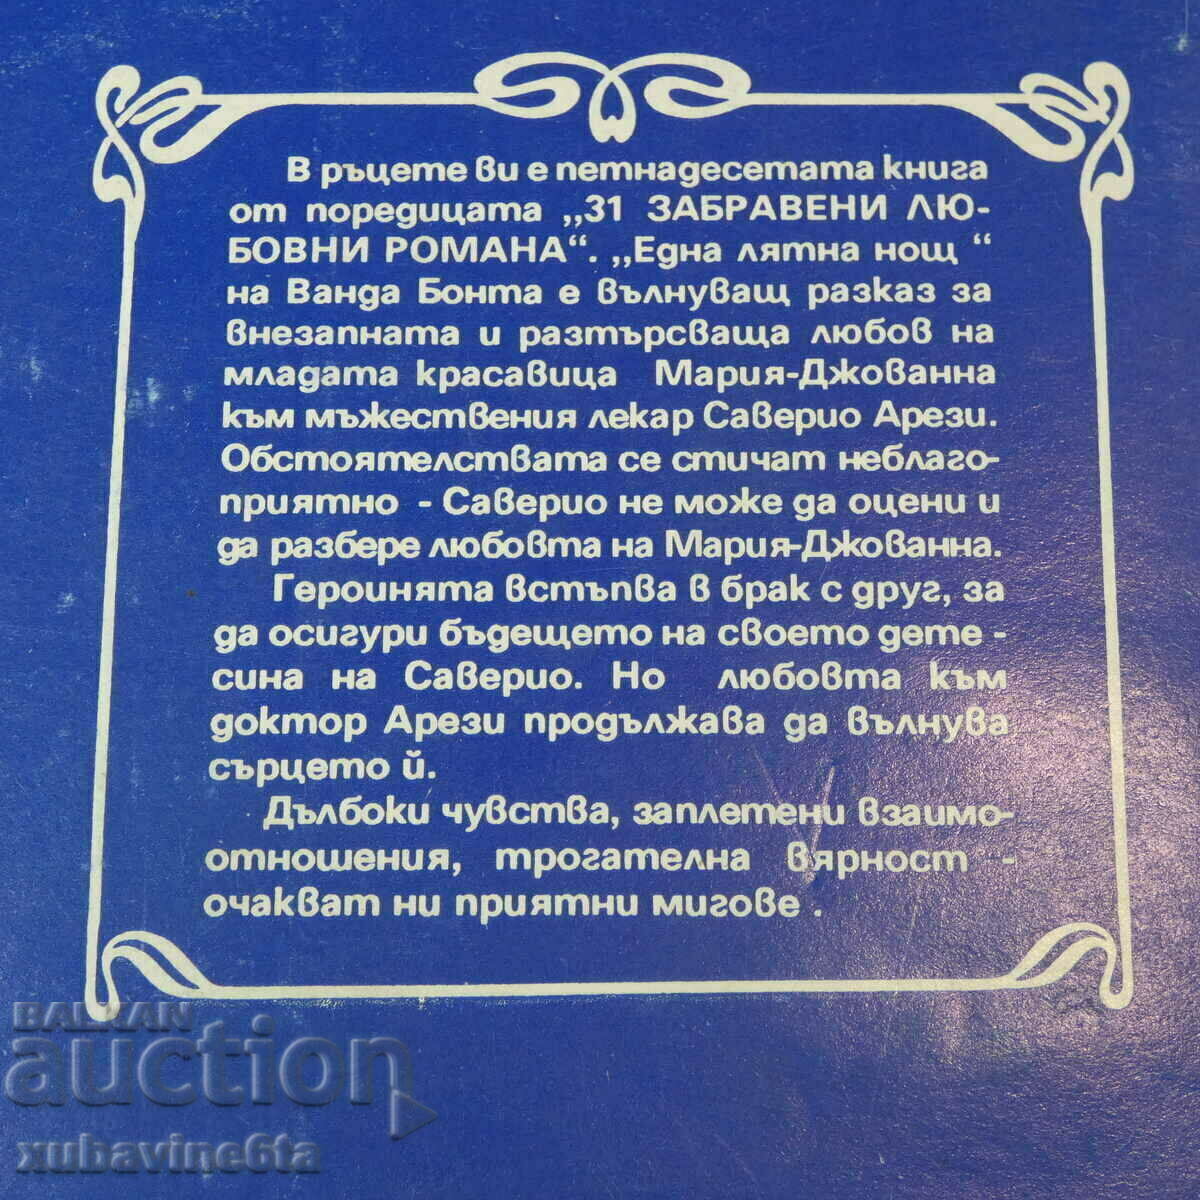 В ръцете ви е петнадесетата книга
от поредицата „31 ЗАБРАВЕНИ ЛЮ-
БОВНИ РОМАНА“. „Една лятна нощ “
на Ванда Бонта е вълнуващ разказ за
внезапната и разтърсваща любов на
младата красавица Мария-Джованна
към мъжествения лекар Саверио Арези.
Обстоятелствата се стичат неблаго-
приятно - Саверио не може да оцени и
да разбере любовта на Мария-Джованна.
Героинята встъпва в брак с друг, за
да осигури бъдещето на своето дете -
сина на Саверио. Но любовта към
доктор Арези продължава да вълнува
сърцето й.
Дълбоки чувства, заплетени взаимо-
отношения, трогателна вярност -
очакват ни приятни мигове .
BALKAN
auction
xubavine6ta